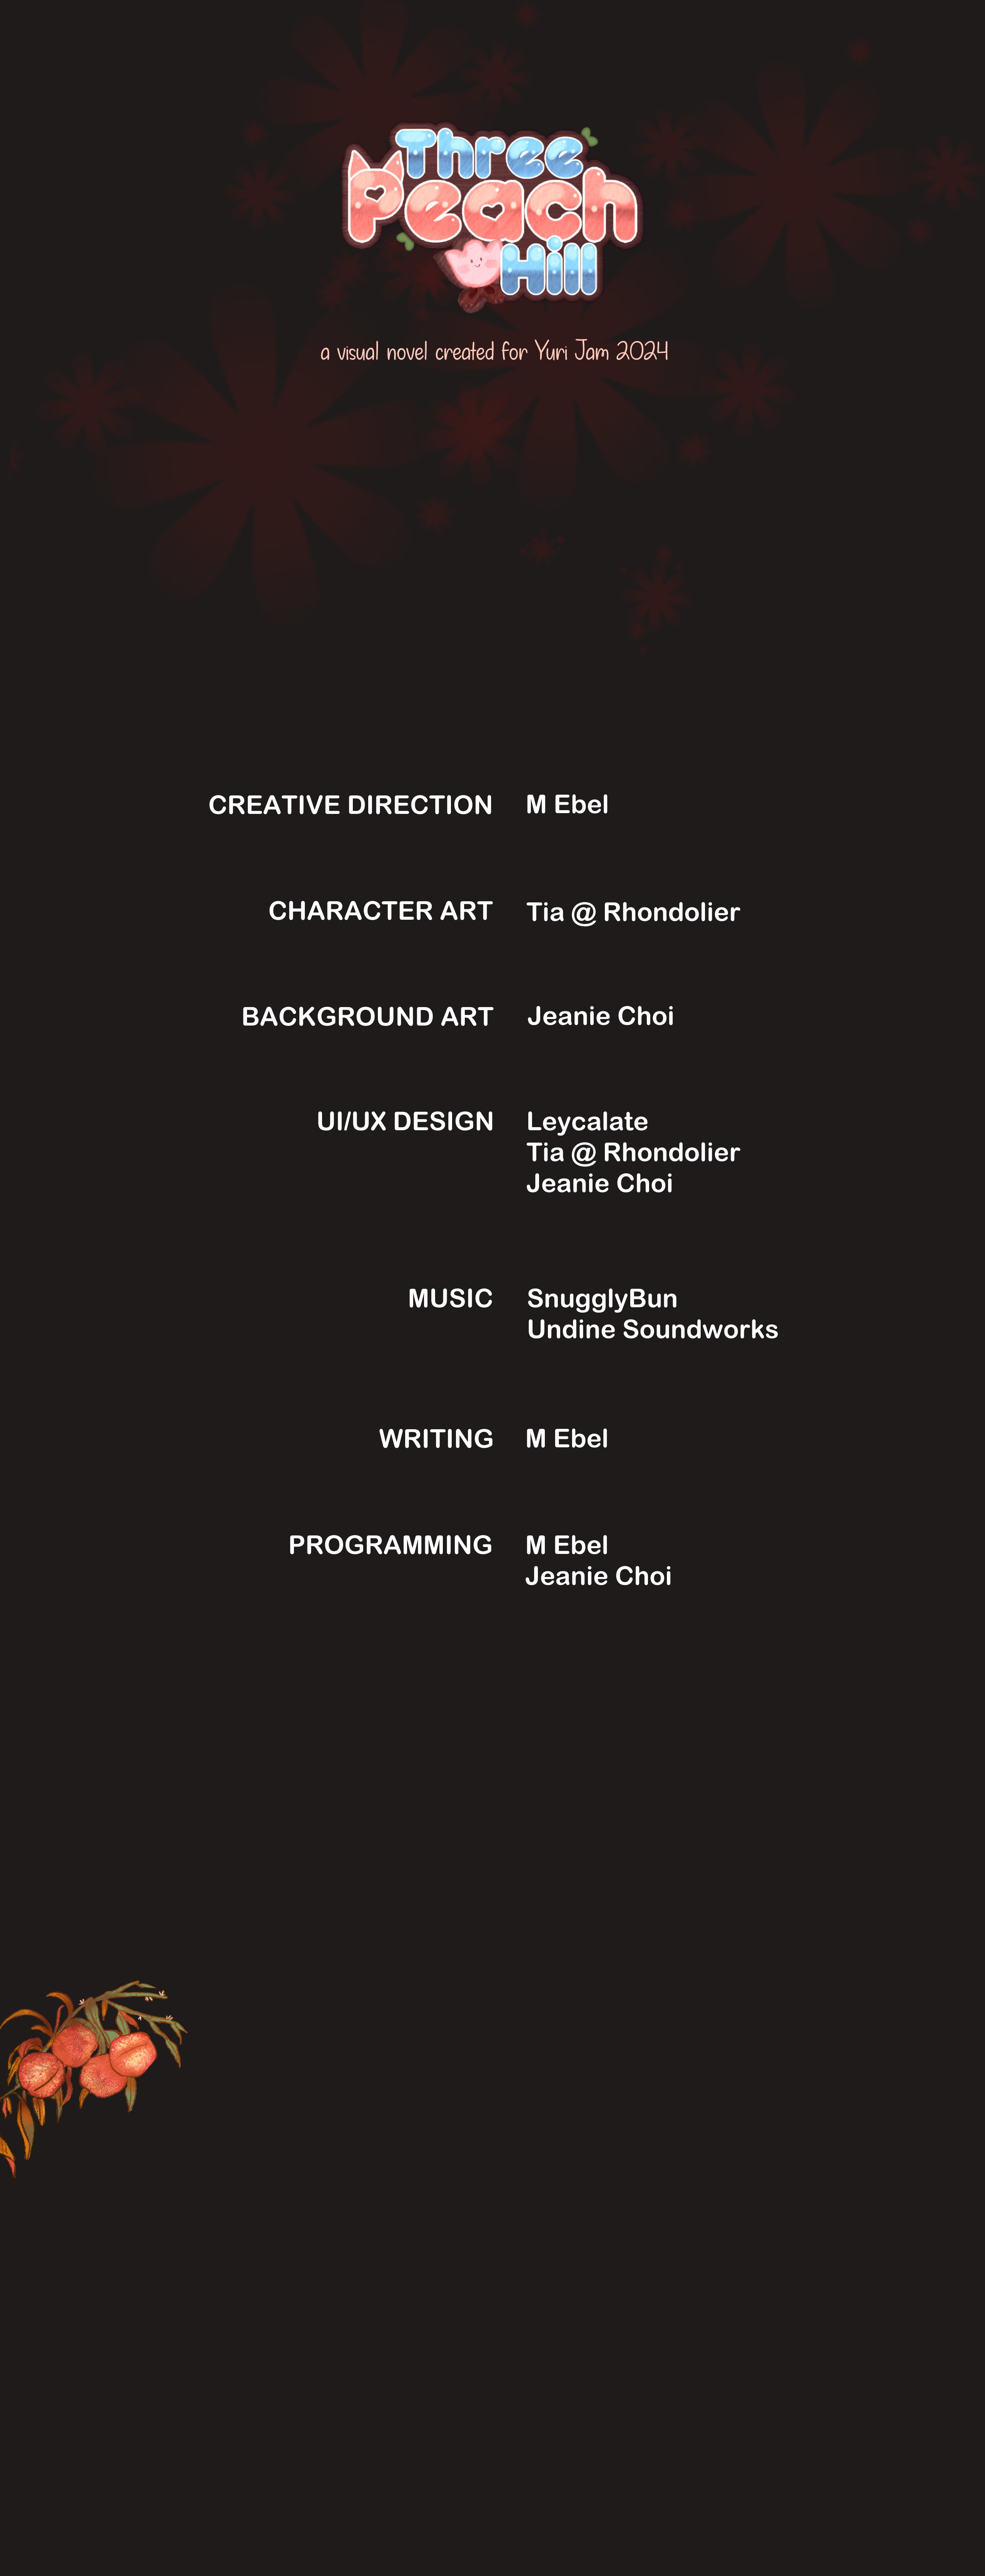 Three
Peach
Hill
a visual novel created for Yuri Jam 2024
CREATIVE DIRECTION M Ebel
CHARACTER ART Tia @ Rhondolier
BACKGROUND ART Jeanie Choi
UI/UX DESIGN Leycalate
Tia @ Rhondolier
Jeanie Choi
MUSIC SnugglyBun
Undine Soundworks
WRITING M Ebel
PROGRAMMING M Ebel
Jeanie Choi